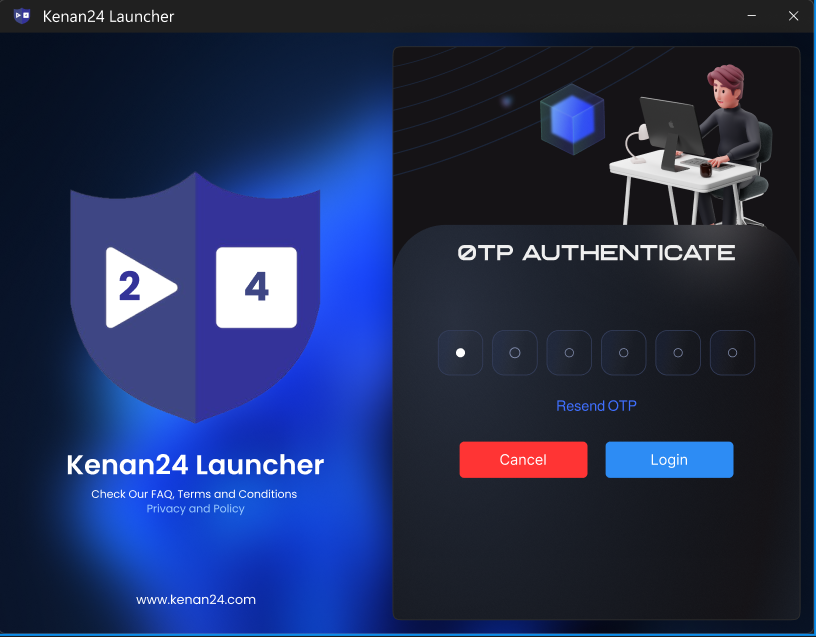 Kenan24 Launcher
2 4
Kenan24 Launcher
Check Our FAQ, Terms and Conditions
Privacy and Policy
www.kenan24.com
ØTP AUTHENTICATE
Resend OTP
Cancel Login